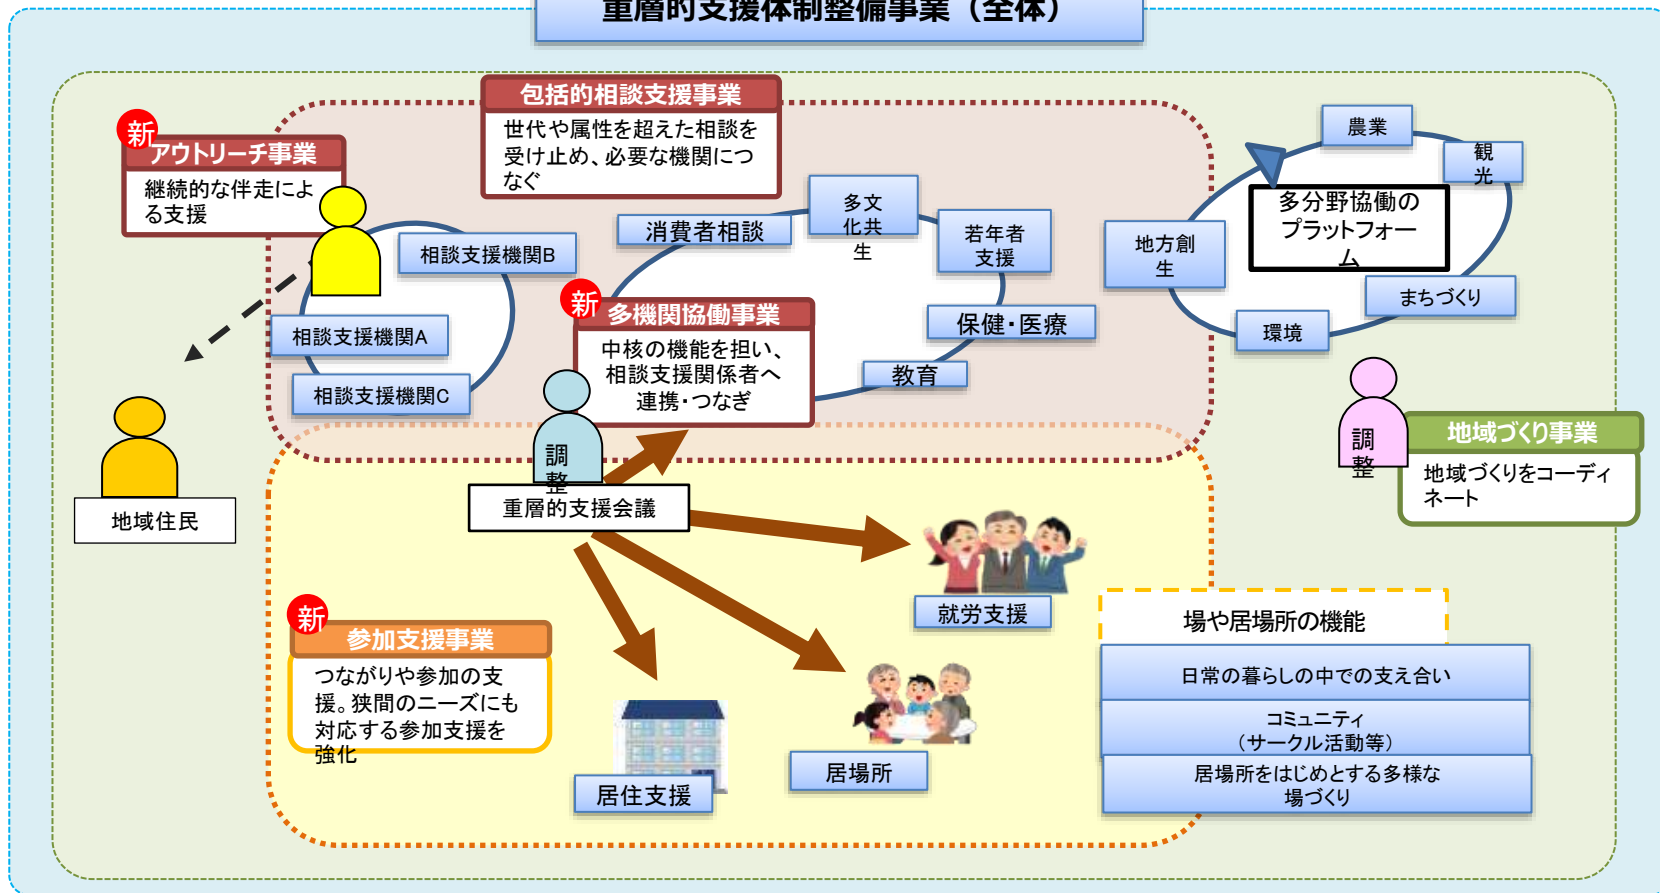 重層的支援体制整備事業（全体）
包括的相談支援事業
世代や属性を超えた相談を
受け止め、必要な機関につ
なぐ
新
アウトリーチ事業
継続的な伴走によ
る支援
相談支援機関B
相談支援機関A
相談支援機関C
消費者相談
多文
化共
生
若年者
支援
保健・医療
教育
新
多機関協働事業
中核の機能を担い、
相談支援関係者へ
連携・つなぎ
農業
観
光
多分野協働の
プラットフォー
ム
地方創
生
まちづくり
環境
調
整
地域づくり事業
地域づくりをコーディ
ネート
地域住民
調
整
重層的支援会議
就労支援
新
参加支援事業
つながりや参加の支
援。狭間のニーズにも
対応する参加支援を
強化
居住支援
居場所
場や居場所の機能
日常の暮らしの中での支え合い
コミュニティ
（サークル活動等）
居場所をはじめとする多様な
場づくり